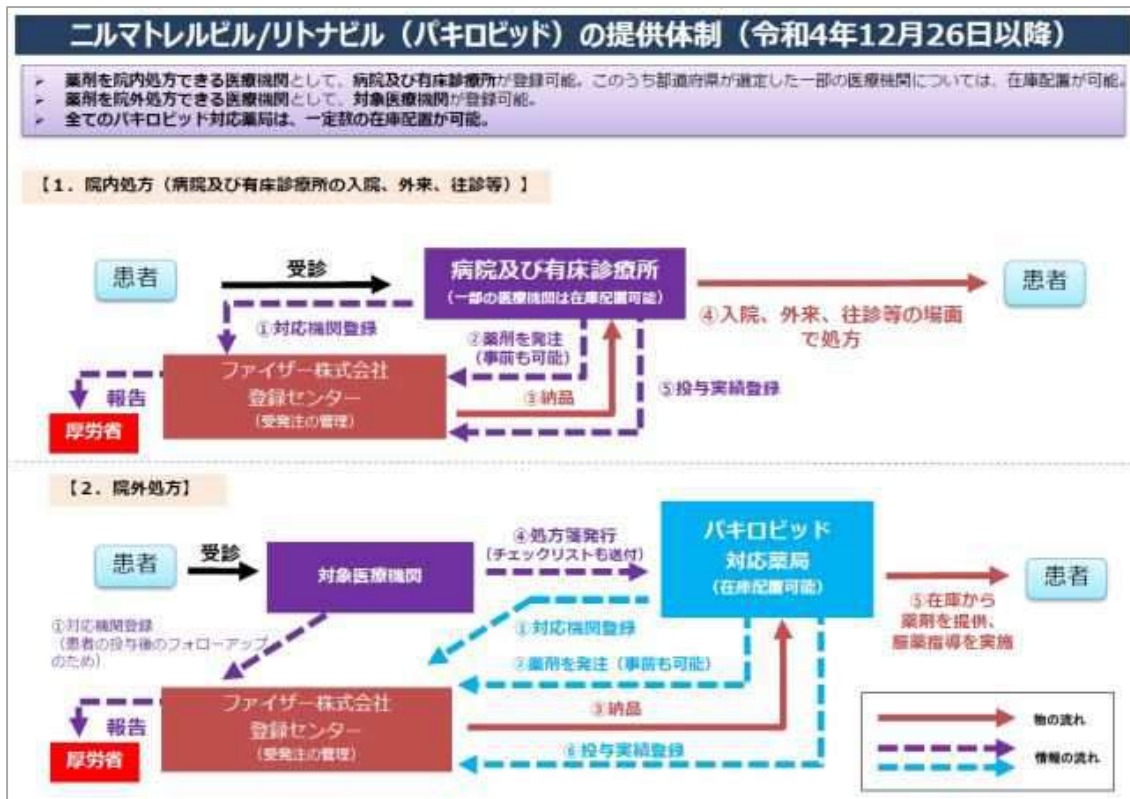 ニルマトレルビル/リトナビル（パキロビッド）の提供体制（令和4年12月26日以降）
➢ 薬剤を院内処方できる医療機関として、病院及び有床診療所が登録可能。このうち都道府県が選定した一部の医療機関については、在庫配置が可能。
➢ 薬剤を院外処方できる医療機関として、対象医療機関が登録可能。
➢ 全てのパキロビッド対応薬局は、一定数の在庫配置が可能。
【1．院内処方（病院及び有床診療所の入院、外来、往診等）】
患者
受診
病院及び有床診療所
（一部の医療機関は在庫配置可能）
患者
①対応機関登録
②薬剤を発注
（事前も可能）
④入院、外来、往診等の場面
で処方
ファイザー株式会社
登録センター
（受発注の管理）
③納品
⑤投与実績登録
報告
厚労省
【2．院外処方】
患者
受診
対象医療機関
④処方箋発行
（チェックリストも送付）
パキロビッド
対応薬局
（在庫配置可能）
患者
①対応機関登録
（患者の投与後のフォローアップ
のため）
①対応機関登録
②薬剤を発注（事前も可能）
⑤在庫から
薬剤を提供、
服薬指導を実施
ファイザー株式会社
登録センター
（受発注の管理）
③納品
⑥投与実績登録
報告
厚労省
物の流れ
情報の流れ